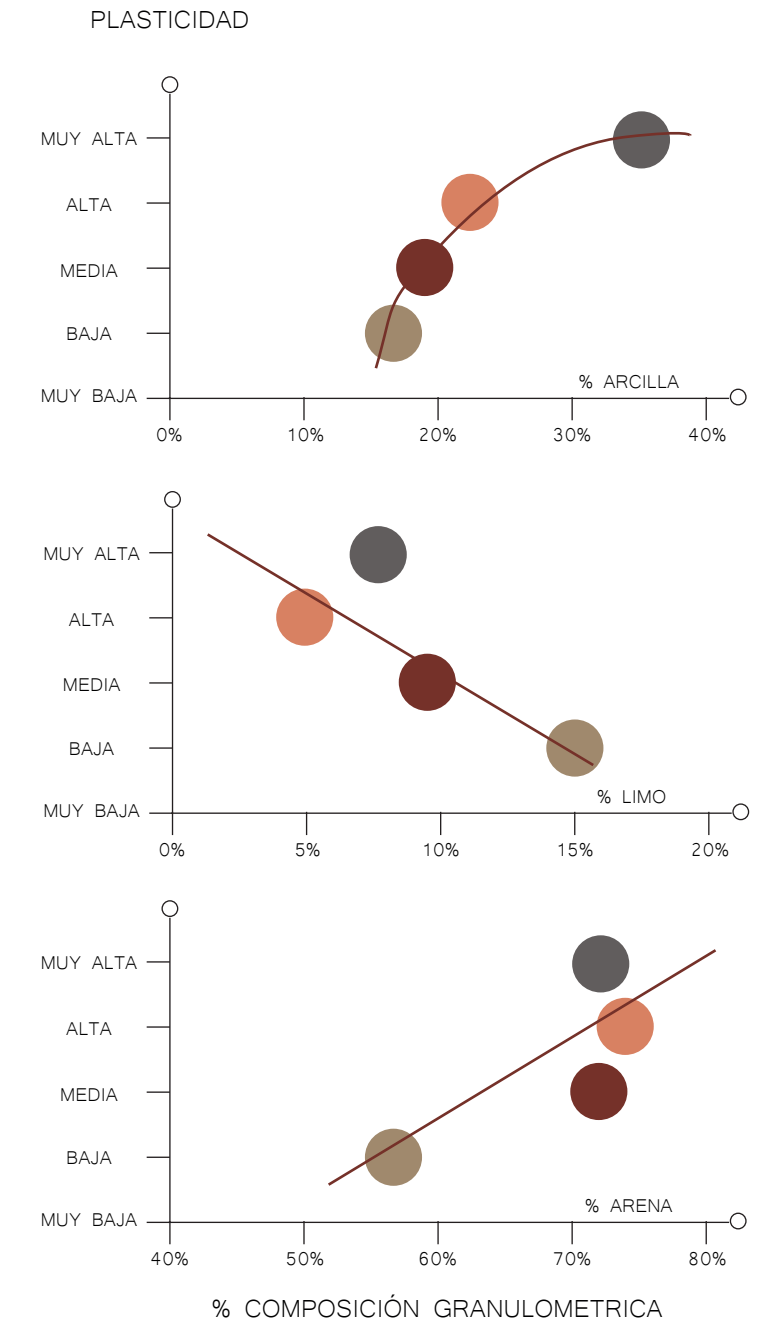 PLASTICIDAD
MUY ALTA
ALTA
MEDIA
BAJA
MUY BAJA
% ARCILLA
0% 10% 20% 30% 40%
MUY ALTA
ALTA
MEDIA
BAJA
MUY BAJA
% LIMO
0% 5% 10% 15% 20%
MUY ALTA
ALTA
MEDIA
BAJA
MUY BAJA
% ARENA
40% 50% 60% 70% 80%
% COMPOSICIÓN GRANULOMETRICA